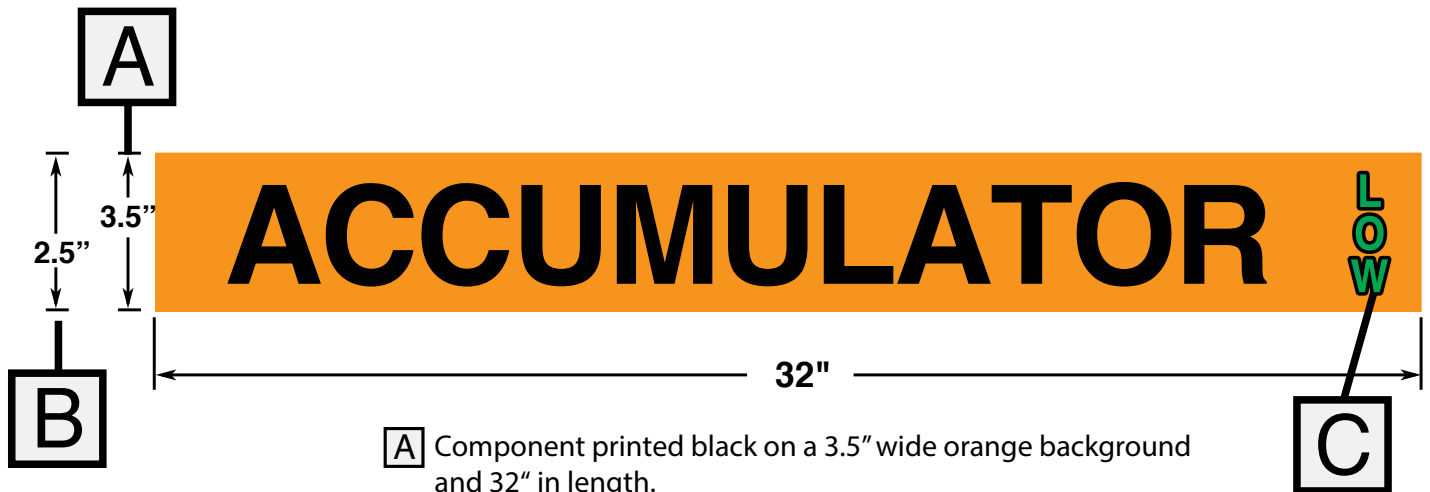 A
3.5”
2.5”
ACCUMULATOR
L
O
W
32"
B
C
A Component printed black on a 3.5” wide orange background
and 32“ in length.